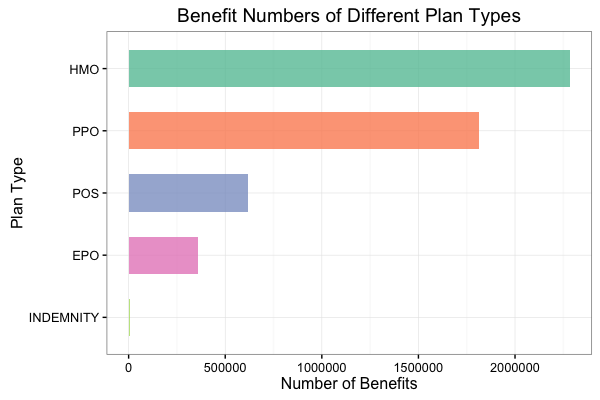 Benefit Numbers of Different Plan Types
Plan Type
HMO
PPO
POS
EPO
INDEMNITY
0 500000 1000000 1500000 2000000
Number of Benefits